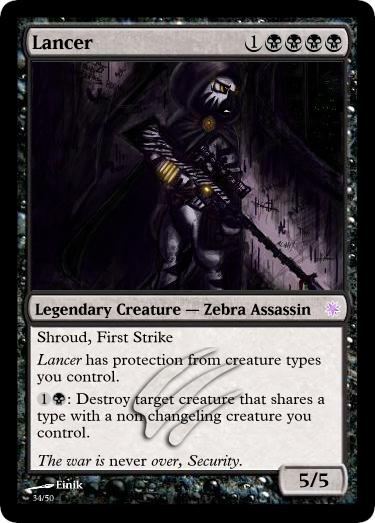 Lancer 1
Legendary Creature — Zebra Assassin
Shroud, First Strike
Lancer has protection from creature types
you control.
1 : Destroy target creature that shares a
type with a non changeling creature you
control.
The war is never over, Security.
5/5
Einik
34/50